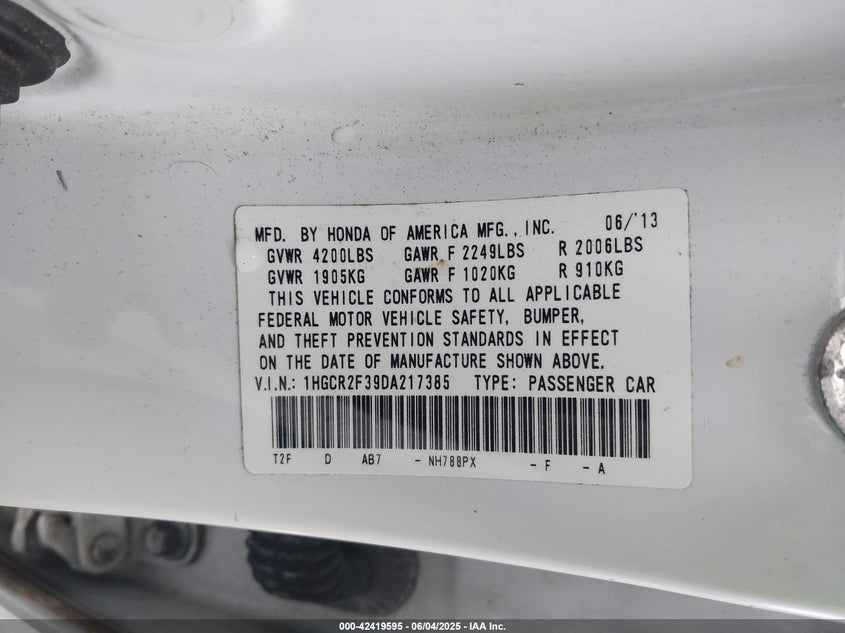 MFD. BY HONDA OF AMERICA MFG., INC. 06/'13
GVWR 4200LBS GAWR F 2249LBS R 2006LBS
GVWR 1905KG GAWR F 1020KG R 910KG
THIS VEHICLE CONFORMS TO ALL APPLICABLE
FEDERAL MOTOR VEHICLE SAFETY, BUMPER,
AND THEFT PREVENTION STANDARDS IN EFFECT
ON THE DATE OF MANUFACTURE SHOWN ABOVE.
V.I.N.: 1HGCR2F39DA217385 TYPE: PASSENGER CAR
T2F D AB7 - NH788PX - F - A
000-42419595 - 06/04/2025 - IAA Inc.